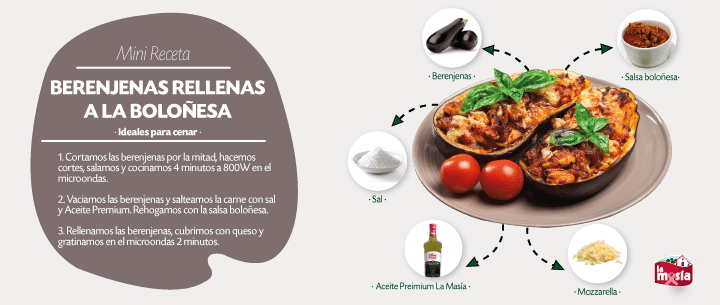 Mini Receta
BERENJENAS RELLENAS
A LA BOLOÑESA
· Ideales para cenar ·
1. Cortamos las berenjenas por la mitad, hacemos
cortes, salamos y cocinamos 4 minutos a 800W en el
microondas.
2. Vaciamos las berenjenas y salteamos la carne con sal
y Aceite Premium. Rehogamos con la salsa boloñesa.
3. Rellenamos las berenjenas, cubrimos con queso y
gratinamos en el microondas 2 minutos.
· Berenjenas ·
· Salsa boloñesa·
· Sal ·
· Aceite Preimium La Masía ·
· Mozzarella ·
la masía